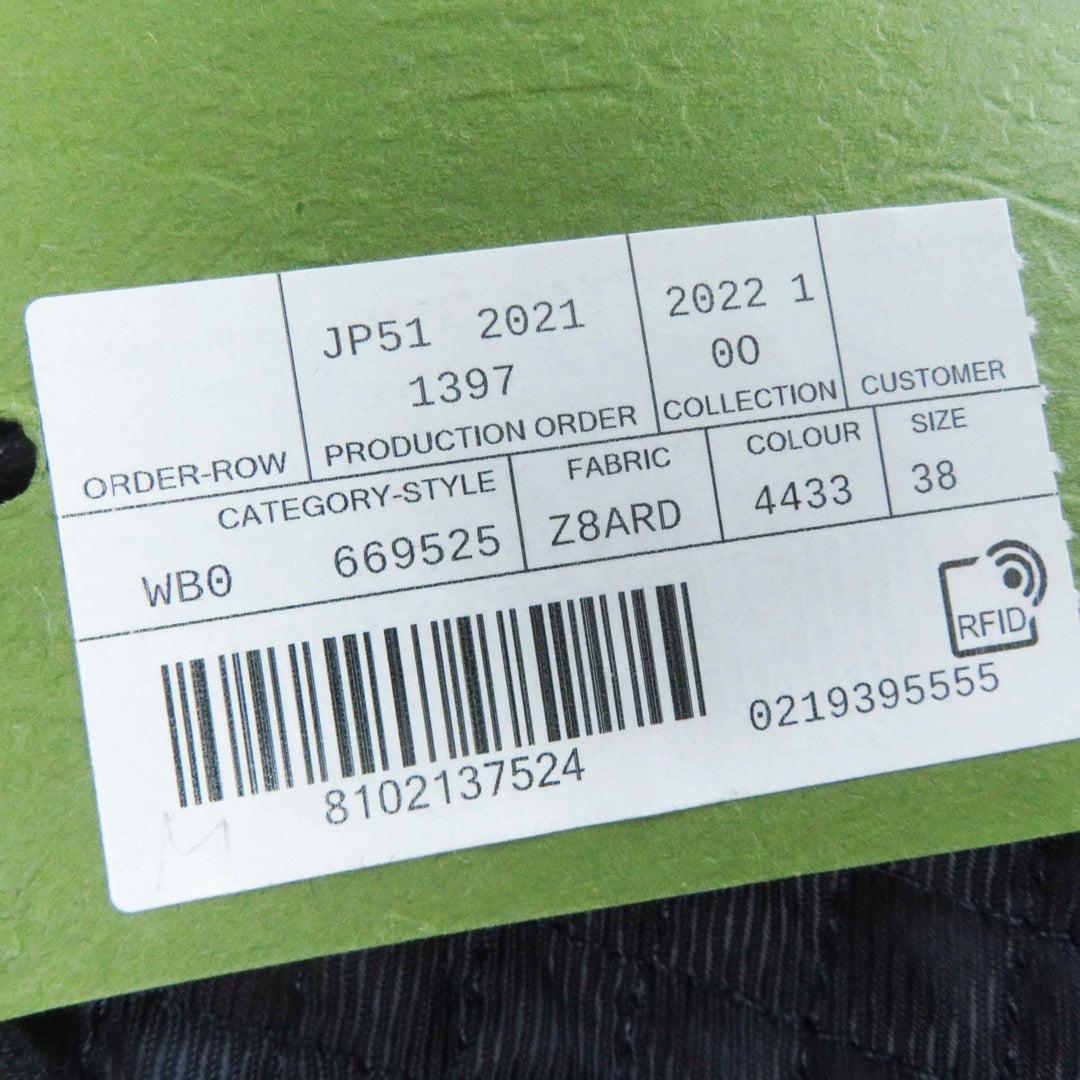 JP51 2021
1397
2022 1
00
ORDER-ROW
PRODUCTION ORDER
COLLECTION
CUSTOMER
CATEGORY-STYLE
FABRIC
COLOUR
SIZE
WB0 669525
Z8ARD
4433
38
RFID
8102137524
0219395555
M